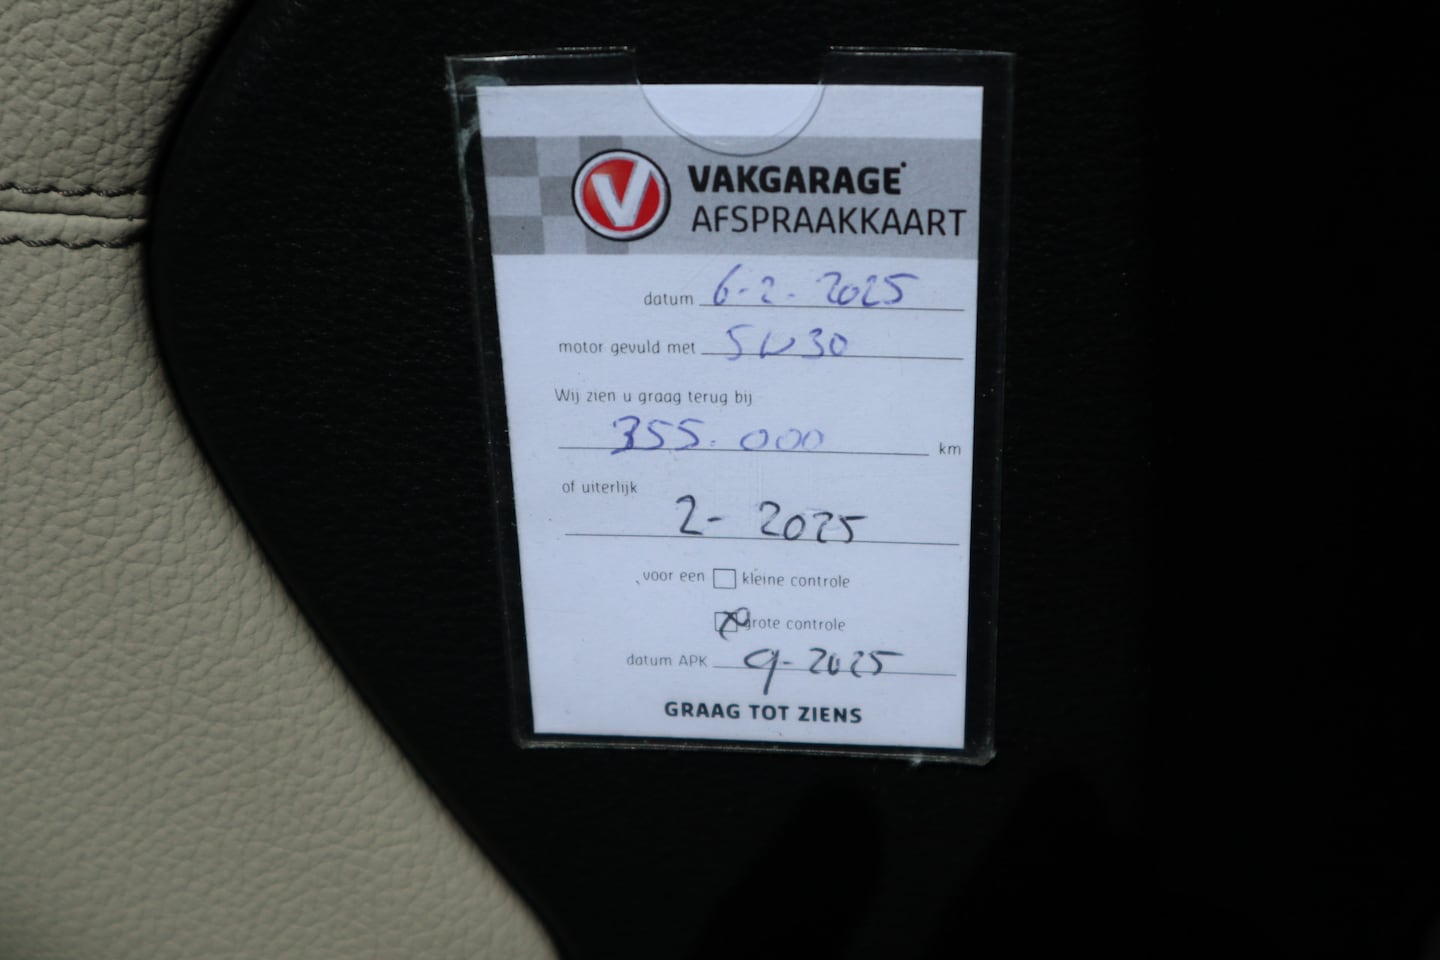 V
VAKGARAGE
AFSPRAAKKAART
datum 6-2-2025
motor gevuld met 5W30
Wij zien u graag terug bij
355.000 km
of uiterlijk
2-2025
voor een kleine controle
grote controle
datum APK 9-2025
GRAAG TOT ZIENS